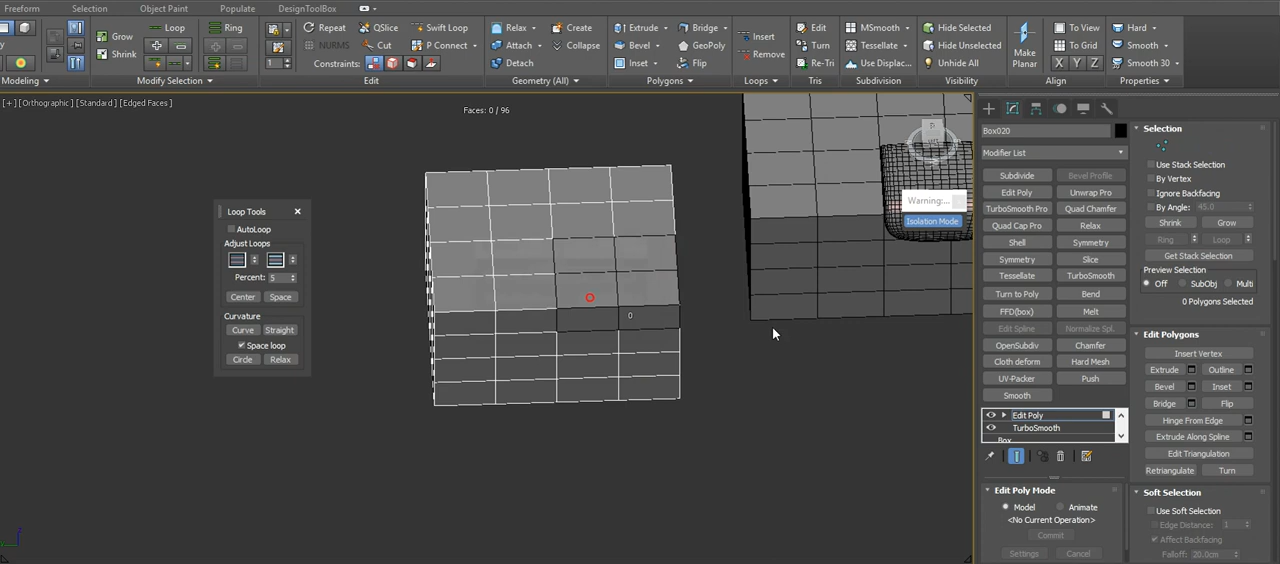 Freeform Selection Object Paint Populate DesignToolBox
Grow Loop Ring Repeat QSlice Swift Loop Relax Create Extrude Bridge Insert Edit MSmooth Hide Selected To View Hard
Shrink NURMS Cut P Connect Attach Collapse Bevel GeoPoly Remove Turn Tessellate Hide Unselected Make Planar To Grid Smooth
1 Constraints: Detach Inset Flip Re-Tri Use Displac... Unhide All X Y Z Smooth 30
Modeling Modify Selection Edit Geometry (All) Polygons Loops Tris Subdivision Visibility Align Properties
[+] [Orthographic] [Standard] [Edged Faces]
Faces: 0 / 96
Loop Tools
AutoLoop
Adjust Loops
Percent: 5
Center Space
Curvature
Curve Straight
Space loop
Circle Relax
0
Warning:...
Isolation Mode
Box020
Modifier List
Subdivide Bevel Profile
Edit Poly Unwrap Pro
TurboSmooth Pro Quad Chamfer
Quad Cap Pro Relax
Shell Symmetry
Symmetry Slice
Tessellate TurboSmooth
Turn to Poly Bend
FFD(box) Melt
Edit Spline Normalize Spl.
OpenSubdiv Chamfer
Cloth deform Hard Mesh
UV-Packer Push
Smooth
Edit Poly
TurboSmooth
Box
Edit Poly Mode
Model Animate
<No Current Operation>
Commit
Settings Cancel
Selection
Use Stack Selection
By Vertex
Ignore Backfacing
By Angle: 45.0
Shrink Grow
Ring Loop
Get Stack Selection
Preview Selection
Off SubObj Multi
0 Polygons Selected
Edit Polygons
Insert Vertex
Extrude Outline
Bevel Inset
Bridge Flip
Hinge From Edge
Extrude Along Spline
Edit Triangulation
Retriangulate Turn
Soft Selection
Use Soft Selection
Edge Distance: 1
Affect Backfacing
Falloff: 20.0cm